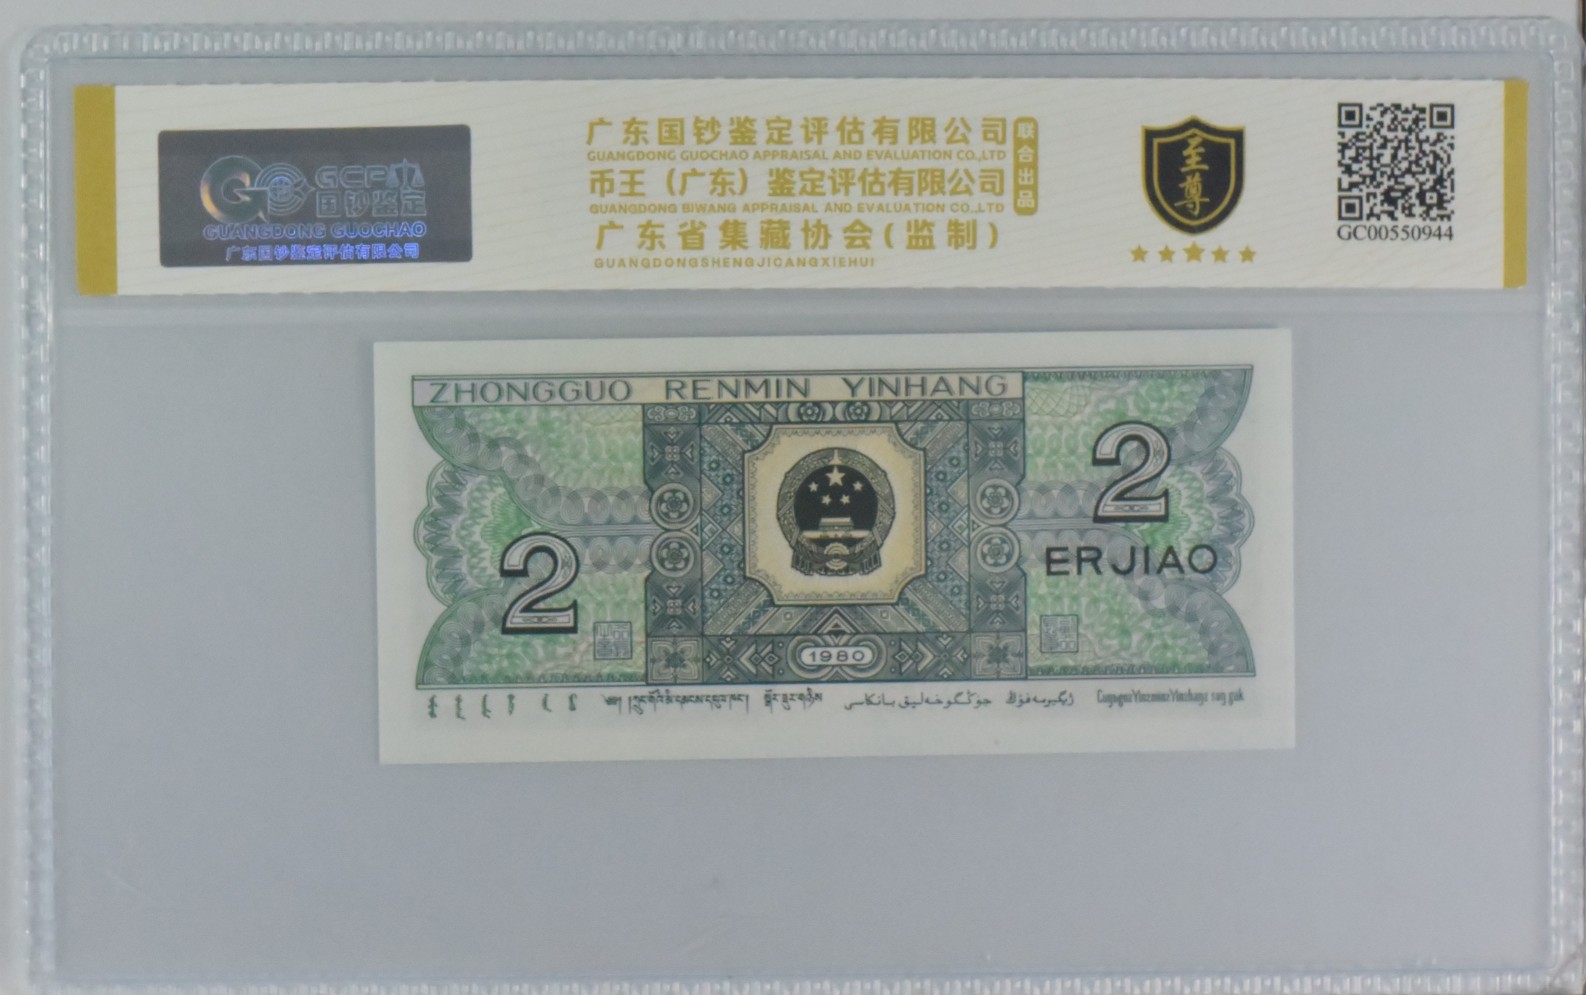 GCP
国钞鉴定
GUANGDONG GUOCHAO
广东国钞鉴定评估有限公司
广东国钞鉴定评估有限公司
GUANGDONG GUOCHAO APPRAISAL AND EVALUATION CO.,LTD
币王（广东）鉴定评估有限公司
GUANGDONG BIWANG APPRAISAL AND EVALUATION CO.,LTD
广东省集藏协会(监制)
GUANGDONGSHENGJICANGXIEHUI
联合出品
至尊
GC00550944
ZHONGGUO RENMIN YINHANG
2
ERJIAO
2
1980